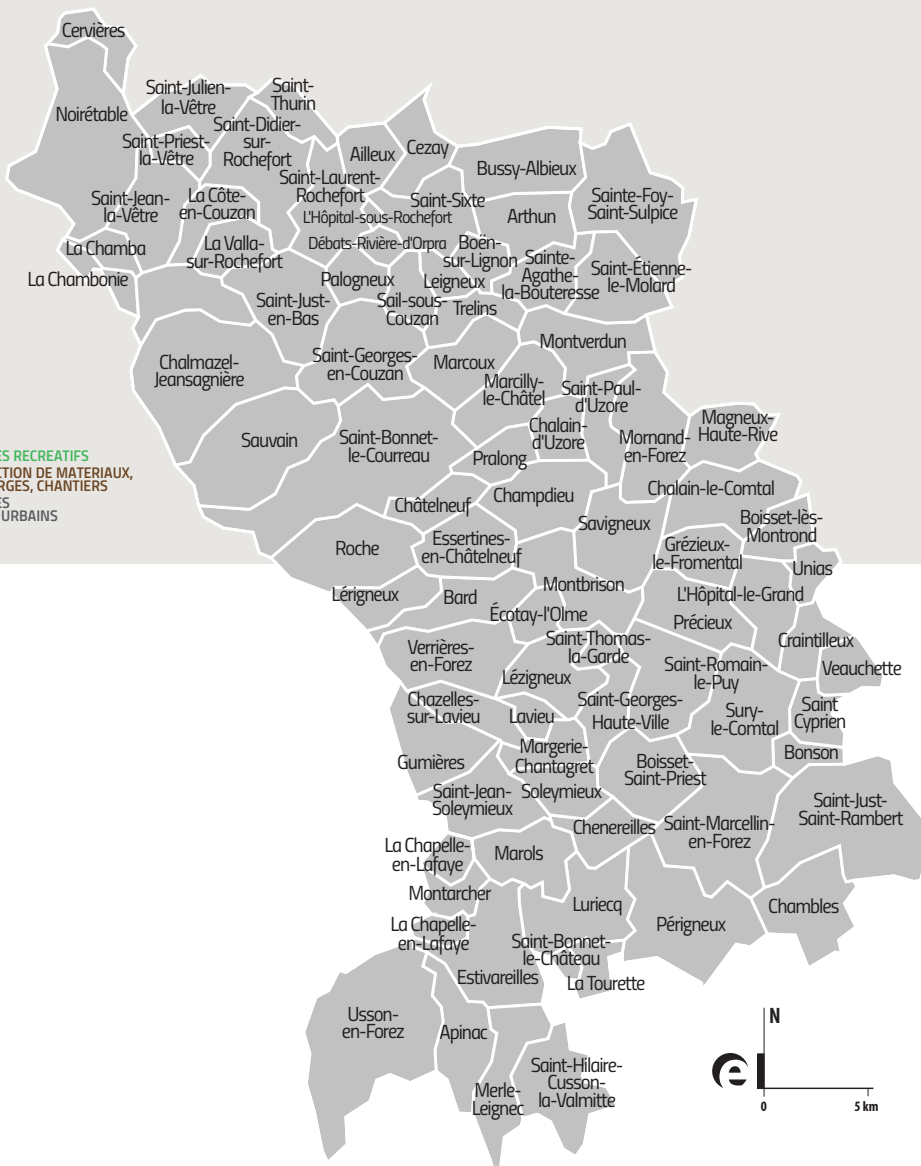 Cervières
Noirétable
Saint-Julien-
la-Vêtre
Saint-
Thurin
Saint-Didier-
sur-
Rochefort
Saint-Priest-
la-Vêtre
Ailleux
Cezay
Bussy-Albieux
Saint-Laurent-
Rochefort
Saint-Jean-
la-Vêtre
La Côte-
en-Couzan
Saint-Sixte
Sainte-Foy-
Saint-Sulpice
L'Hôpital-sous-Rochefort
Arthun
La Chamba
La Valla-
sur-Rochefort
Débats-Rivière-d'Orpra
Boën-
sur-Lignon
Sainte-
Agathe-
la-Bouteresse
Saint-Étienne-
le-Molard
La Chambonie
Palogneux
Leigneux
Saint-Just-
en-Bas
Sail-sous-
Couzan
Trelins
Montverdun
Chalmazel-
Jeansagnière
Saint-Georges-
en-Couzan
Marcoux
Marcilly-
le-Châtel
Saint-Paul-
d'Uzore
Sauvain
Saint-Bonnet-
le-Courreau
Chalain-
d'Uzore
Mornand-
en-Forez
Magneux-
Haute-Rive
ES RECREATIFS
CTION DE MATERIAUX,
RGES, CHANTIERS
ES
URBAINS
Pralong
Chalain-le-Comtal
Châtelneuf
Champdieu
Savigneux
Boisset-lès-
Montrond
Roche
Essertines-
en-Châtelneuf
Grézieux-
le-Fromental
Unias
Lérigneux
Bard
Montbrison
L'Hôpital-le-Grand
Écotay-l'Olme
Précieux
Craintilleux
Verrières-
en-Forez
Saint-Thomas-
la-Garde
Saint-Romain-
le-Puy
Veauchette
Lézigneux
Chazelles-
sur-Lavieu
Lavieu
Saint-Georges-
Haute-Ville
Sury-
le-Comtal
Saint
Cyprien
Gumières
Margerie-
Chantagret
Boisset-
Saint-Priest
Bonson
Saint-Jean-
Soleymieux
Soleymieux
Saint-Just-
Saint-Rambert
Chenereilles
Saint-Marcellin-
en-Forez
La Chapelle-
en-Lafaye
Marols
Montarcher
Luriecq
Périgneux
Chambles
La Chapelle-
en-Lafaye
Saint-Bonnet-
le-Château
Estivareilles
La Tourette
Usson-
en-Forez
Apinac
Saint-Hilaire-
Cusson-
la-Valmitte
Merle-
Leignec
N
e
0
5 km